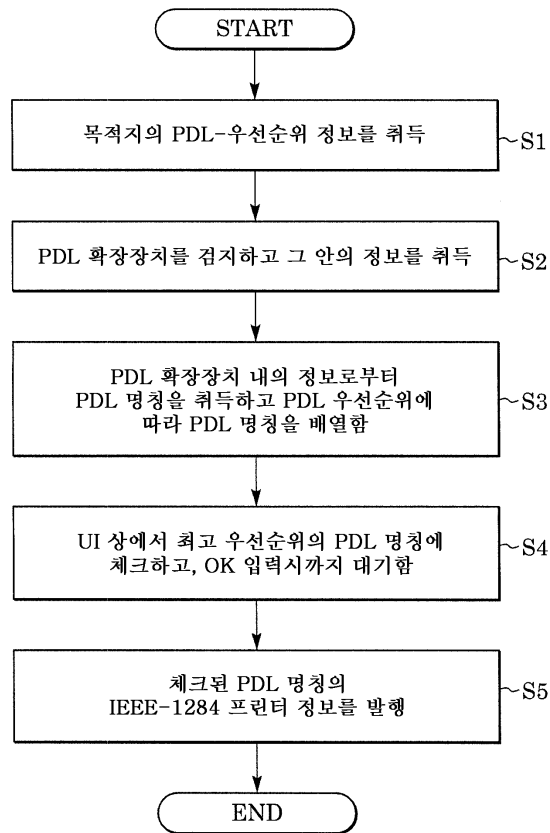 START
목적지의 PDL-우선순위 정보를 취득
S1
PDL 확장장치를 검지하고 그 안의 정보를 취득
S2
PDL 확장장치 내의 정보로부터
PDL 명칭을 취득하고 PDL 우선순위에
따라 PDL 명칭을 배열함
S3
UI 상에서 최고 우선순위의 PDL 명칭에
체크하고, OK 입력시까지 대기함
S4
체크된 PDL 명칭의
IEEE-1284 프린터 정보를 발행
S5
END